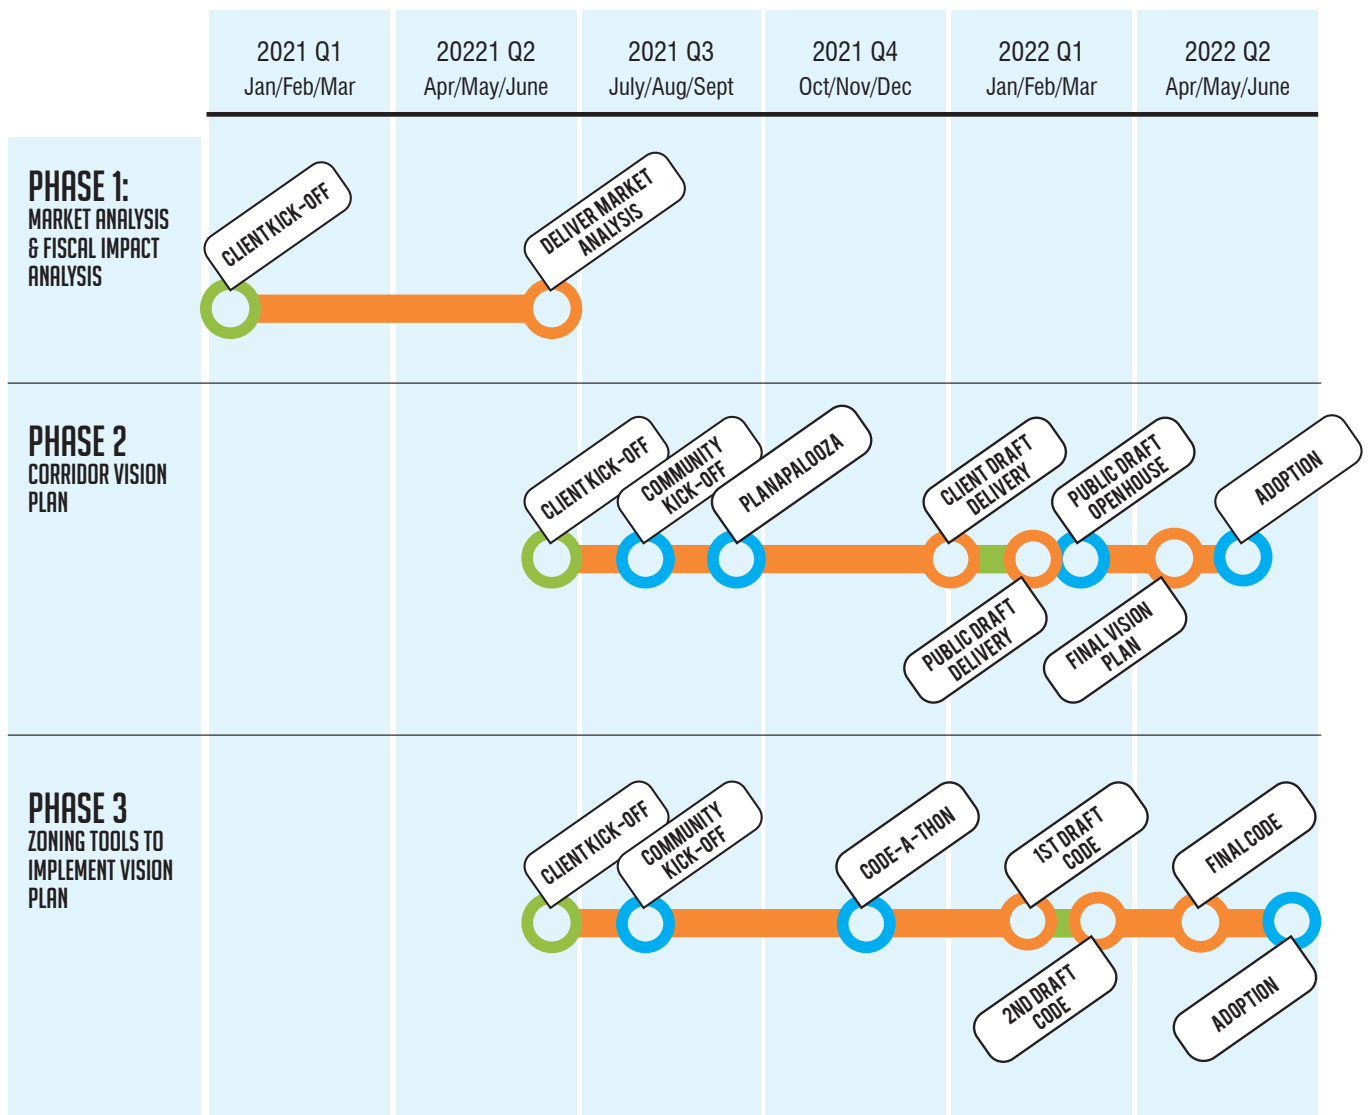 2021 Q1
Jan/Feb/Mar
20221 Q2
Apr/May/June
2021 Q3
July/Aug/Sept
2021 Q4
Oct/Nov/Dec
2022 Q1
Jan/Feb/Mar
2022 Q2
Apr/May/June
PHASE 1:
MARKET ANALYSIS
& FISCAL IMPACT
ANALYSIS
CLIENT KICK-OFF
DELIVER MARKET
ANALYSIS
PHASE 2
CORRIDOR VISION
PLAN
CLIENT KICK-OFF
COMMUNITY
KICK-OFF
PLANAPALOOZA
CLIENT DRAFT
DELIVERY
PUBLIC DRAFT
OPENHOUSE
ADOPTION
PUBLIC DRAFT
DELIVERY
FINAL VISION
PLAN
PHASE 3
ZONING TOOLS TO
IMPLEMENT VISION
PLAN
CLIENT KICK-OFF
COMMUNITY
KICK-OFF
CODE-A-THON
1ST DRAFT
CODE
FINAL CODE
2ND DRAFT
CODE
ADOPTION